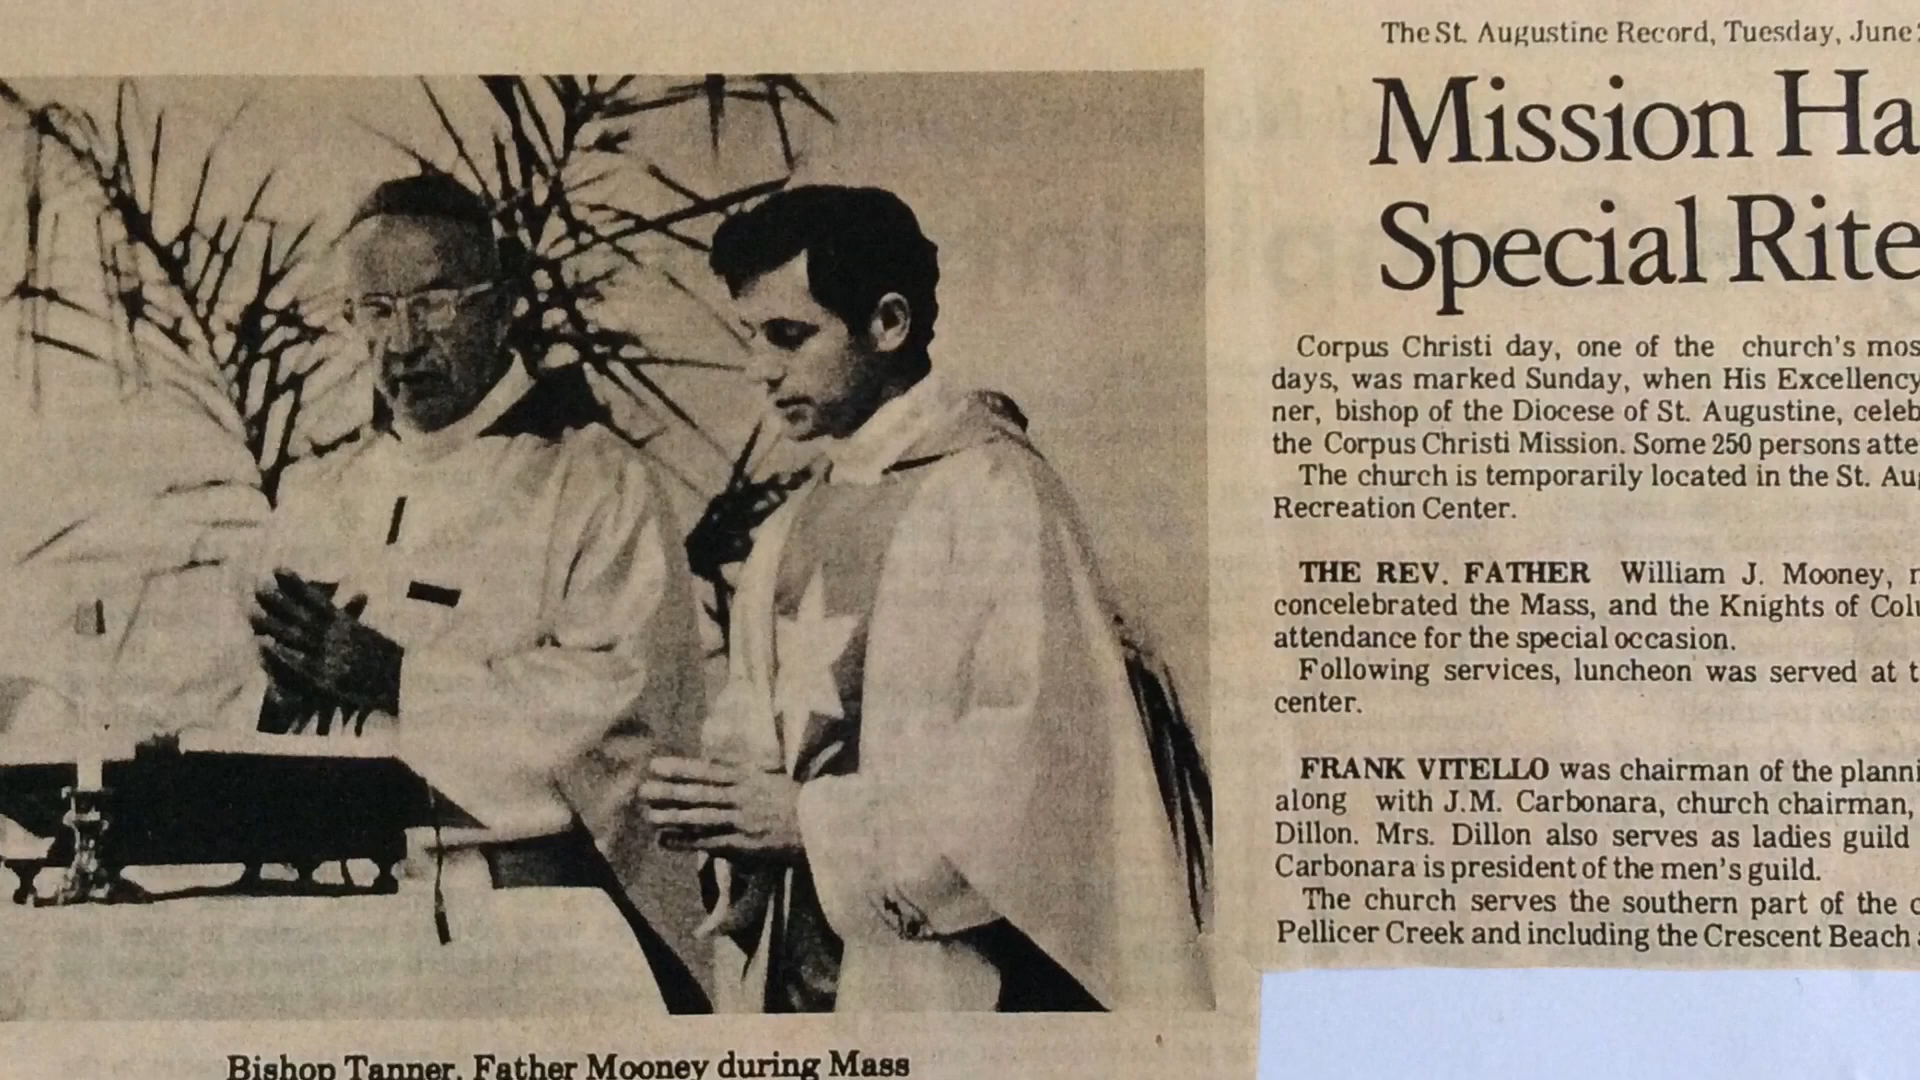 The St. Augustine Record, Tuesday, June
Mission Ha
Special Rite
Corpus Christi day, one of the church's mos
days, was marked Sunday, when His Excellency
ner, bishop of the Diocese of St. Augustine, celeb
the Corpus Christi Mission. Some 250 persons atte
The church is temporarily located in the St. Aug
Recreation Center.
THE REV. FATHER William J. Mooney,
concelebrated the Mass, and the Knights of Colu
attendance for the special occasion.
Following services, luncheon was served at t
center.
FRANK VITELLO was chairman of the planni
along with J.M. Carbonara, church chairman,
Dillon. Mrs. Dillon also serves as ladies guild
Carbonara is president of the men's guild.
The church serves the southern part of the c
Pellicer Creek and including the Crescent Beach
Bishop Tanner, Father Mooney during Mass